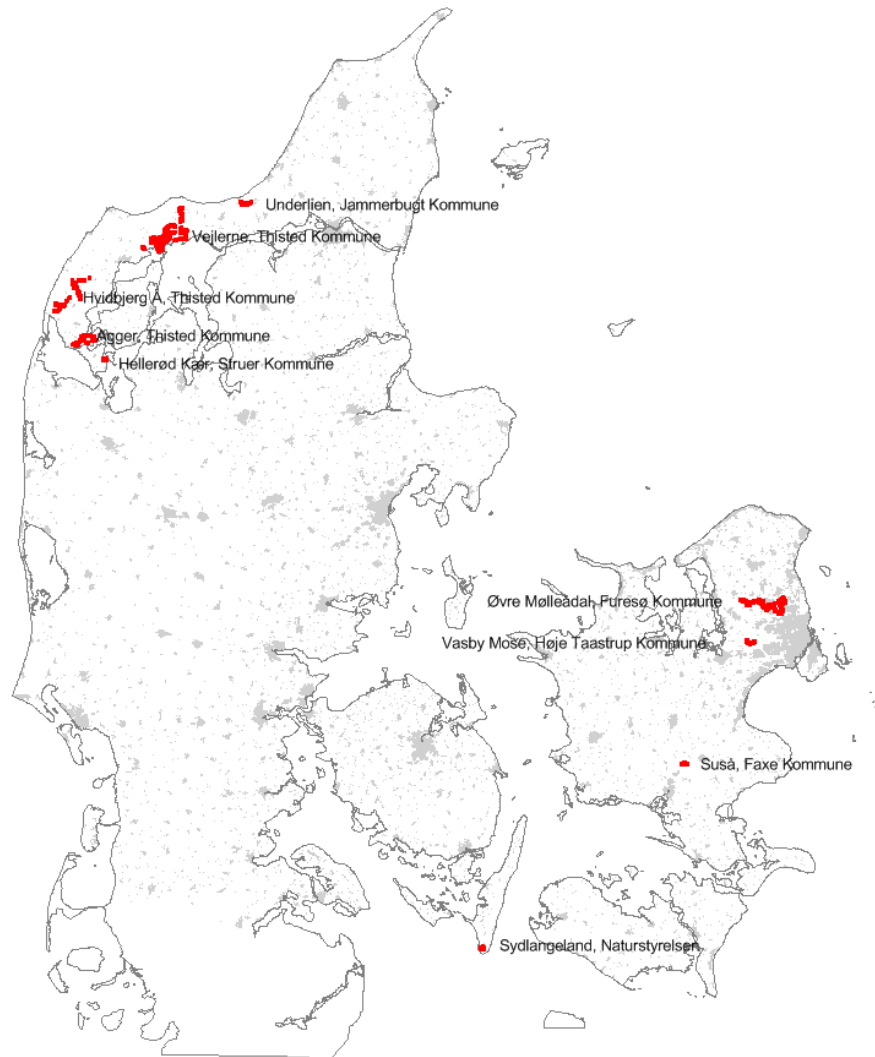 Underlien, Jammerbugt Kommune
Vejlerne, Thisted Kommune
Hvidbjerg Å, Thisted Kommune
Agger, Thisted Kommune
Hellerød Kær, Struer Kommune
Øvre Mølleådal, Furesø Kommune
Vasby Mose, Høje Taastrup Kommune
Suså, Faxe Kommune
Sydlangeland, Naturstyrelsen